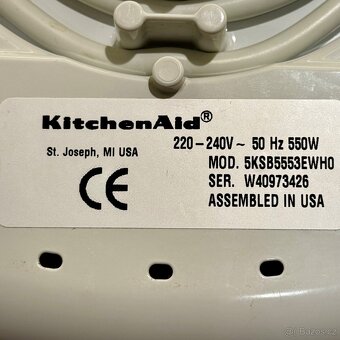 KitchenAid®
St. Joseph, MI USA
220-240V~ 50 Hz 550W
MOD. 5KSB5553EWH0
SER. W40973426
ASSEMBLED IN USA
CE